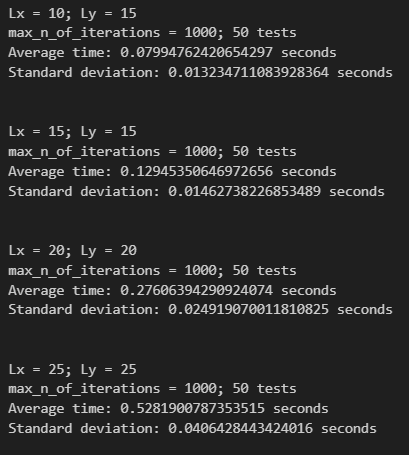 Lx = 10; Ly = 15
max_n_of_iterations = 1000; 50 tests
Average time: 0.07994762420654297 seconds
Standard deviation: 0.013234711083928364 seconds
Lx = 15; Ly = 15
max_n_of_iterations = 1000; 50 tests
Average time: 0.12945350646972656 seconds
Standard deviation: 0.01462738226853489 seconds
Lx = 20; Ly = 20
max_n_of_iterations = 1000; 50 tests
Average time: 0.27606394290924074 seconds
Standard deviation: 0.024919070011810825 seconds
Lx = 25; Ly = 25
max_n_of_iterations = 1000; 50 tests
Average time: 0.5281900787353515 seconds
Standard deviation: 0.0406428443424016 seconds